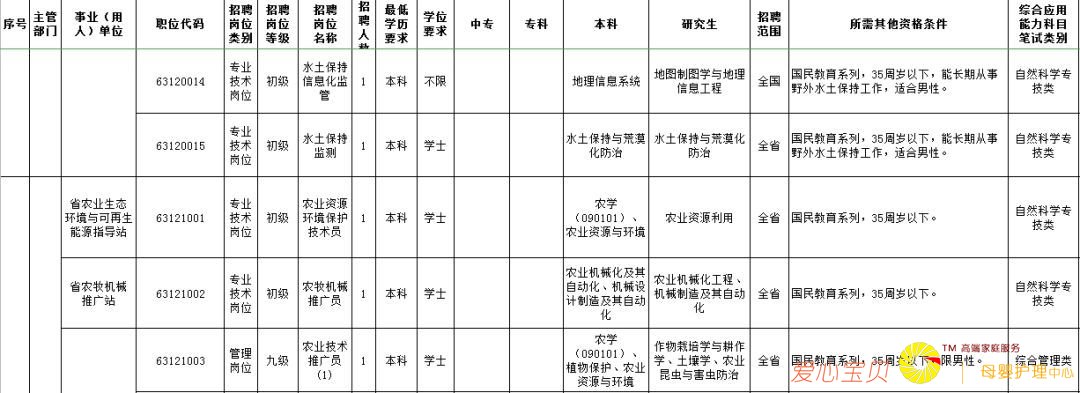 序号 主管部门 事业（用人）单位 职位代码 招聘岗位类别 招聘岗位等级 招聘岗位名称 招聘人数 最低学历要求 学位要求 中专 专科 本科 研究生 招聘范围 所需其他资格条件 综合应用能力科目笔试类别
63120014 专业技术岗位 初级 水土保持信息化监管 1 本科 不限 地理信息系统 地图制图学与地理信息工程 全国 国民教育系列，35周岁以下，能长期从事野外水土保持工作，适合男性。 自然科学专技类
63120015 专业技术岗位 初级 水土保持监测 1 本科 学士 水土保持与荒漠化防治 水土保持与荒漠化防治 全省 国民教育系列，35周岁以下，能长期从事野外水土保持工作，适合男性。 自然科学专技类
省农业生态环境与可再生能源指导站 63121001 专业技术岗位 初级 农业资源环境保护技术员 1 本科 学士 农学（090101）、农业资源与环境 农业资源利用 全省 国民教育系列，35周岁以下。 自然科学专技类
省农牧机械推广站 63121002 专业技术岗位 初级 农牧机械推广员 1 本科 学士 农业机械化及其自动化、机械设计制造及其自动化 农业机械化工程、机械制造及其自动化 全省 国民教育系列，35周岁以下。 自然科学专技类
63121003 管理岗位 九级 农业技术推广员（1） 1 本科 学士 农学（090101）、植物保护、农业资源与环境 作物栽培学与耕作学、土壤学、农业昆虫与害虫防治 全省 国民教育系列，35周岁以下 限男性。 综合管理类
爱心宝贝 TM 高端家庭服务 母婴护理中心